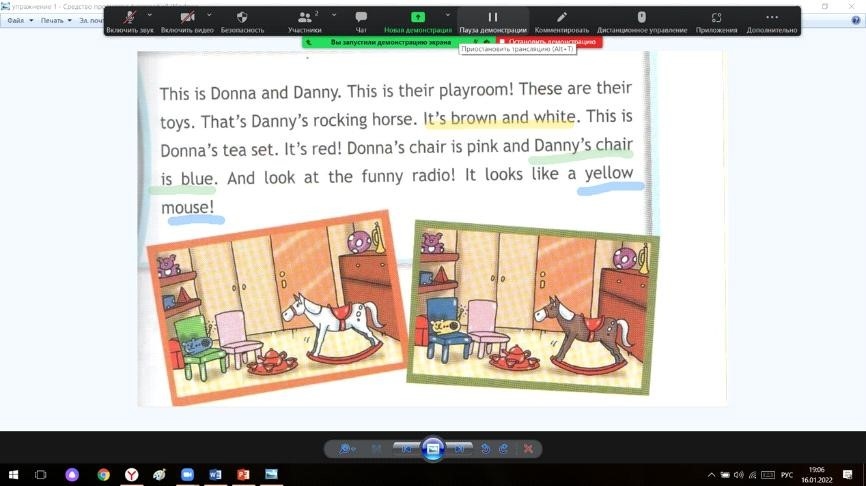 упражнение 1 - Средство про
Файл Печать Эл. поч
Включить звук Включить видео Безопасность Участники 2 Чат Новая демонстрация Пауза демонстрации Комментировать Дистанционное управление Приложения Дополнительно
Вы запустили демонстрацию экрана Остановить демонстрацию
Приостановить трансляцию (Alt+T)
This is Donna and Danny. This is their playroom! These are their
toys. That's Danny's rocking horse. It's brown and white. This is
Donna's tea set. It's red! Donna's chair is pink and Danny's chair
is blue. And look at the funny radio! It looks like a yellow
mouse!
РУС
19:06
16.01.2022